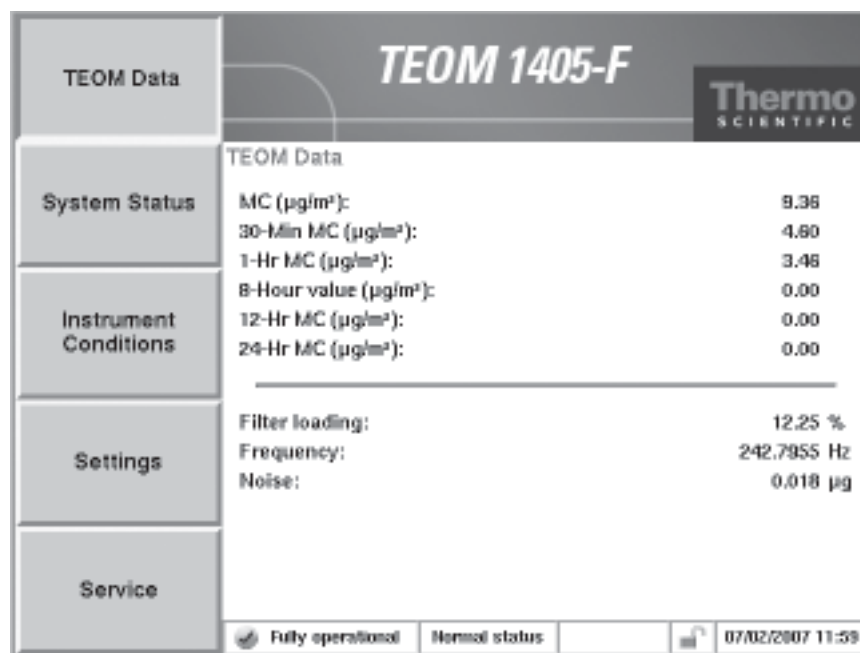 TEOM Data
System Status
Instrument
Conditions
Settings
Service
TEOM 1405-F
Thermo
SCIENTIFIC
TEOM Data
MC (µg/m³): 9.36
30-Min MC (µg/m³): 4.60
1-Hr MC (µg/m³): 3.46
8-Hour value (µg/m³): 0.00
12-Hr MC (µg/m³): 0.00
24-Hr MC (µg/m³): 0.00
Filter loading: 12.25 %
Frequency: 242.7955 Hz
Noise: 0.018 µg
Fully operational Normal status 07/02/2007 11:59